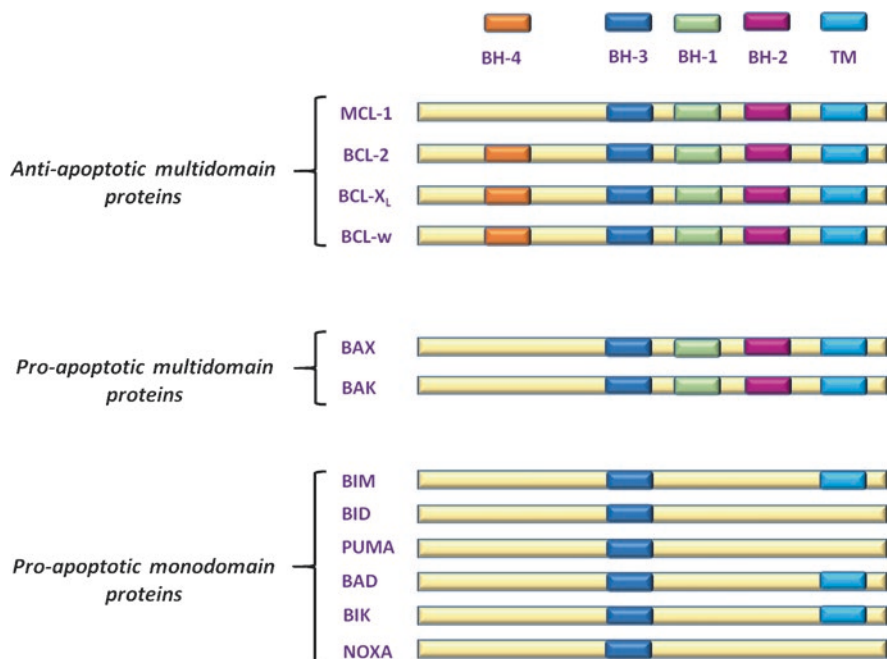 BH-4 BH-3 BH-1 BH-2 TM
Anti-apoptotic multidomain
proteins
MCL-1
BCL-2
BCL-XL
BCL-w
Pro-apoptotic multidomain
proteins
BAX
BAK
Pro-apoptotic monodomain
proteins
BIM
BID
PUMA
BAD
BIK
NOXA